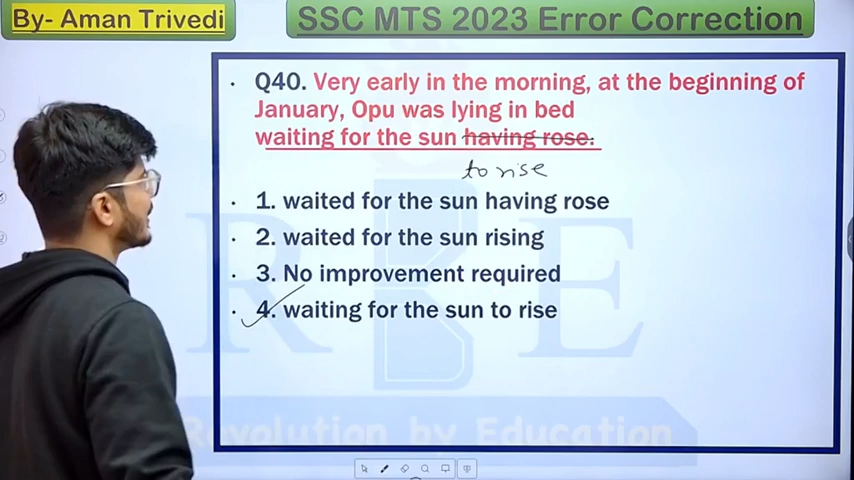 By- Aman Trivedi
SSC MTS 2023 Error Correction
Q40. Very early in the morning, at the beginning of
January, Opu was lying in bed
waiting for the sun having rose.
to rise
1. waited for the sun having rose
2. waited for the sun rising
3. No improvement required
4. waiting for the sun to rise
RBE
Revolution by Education